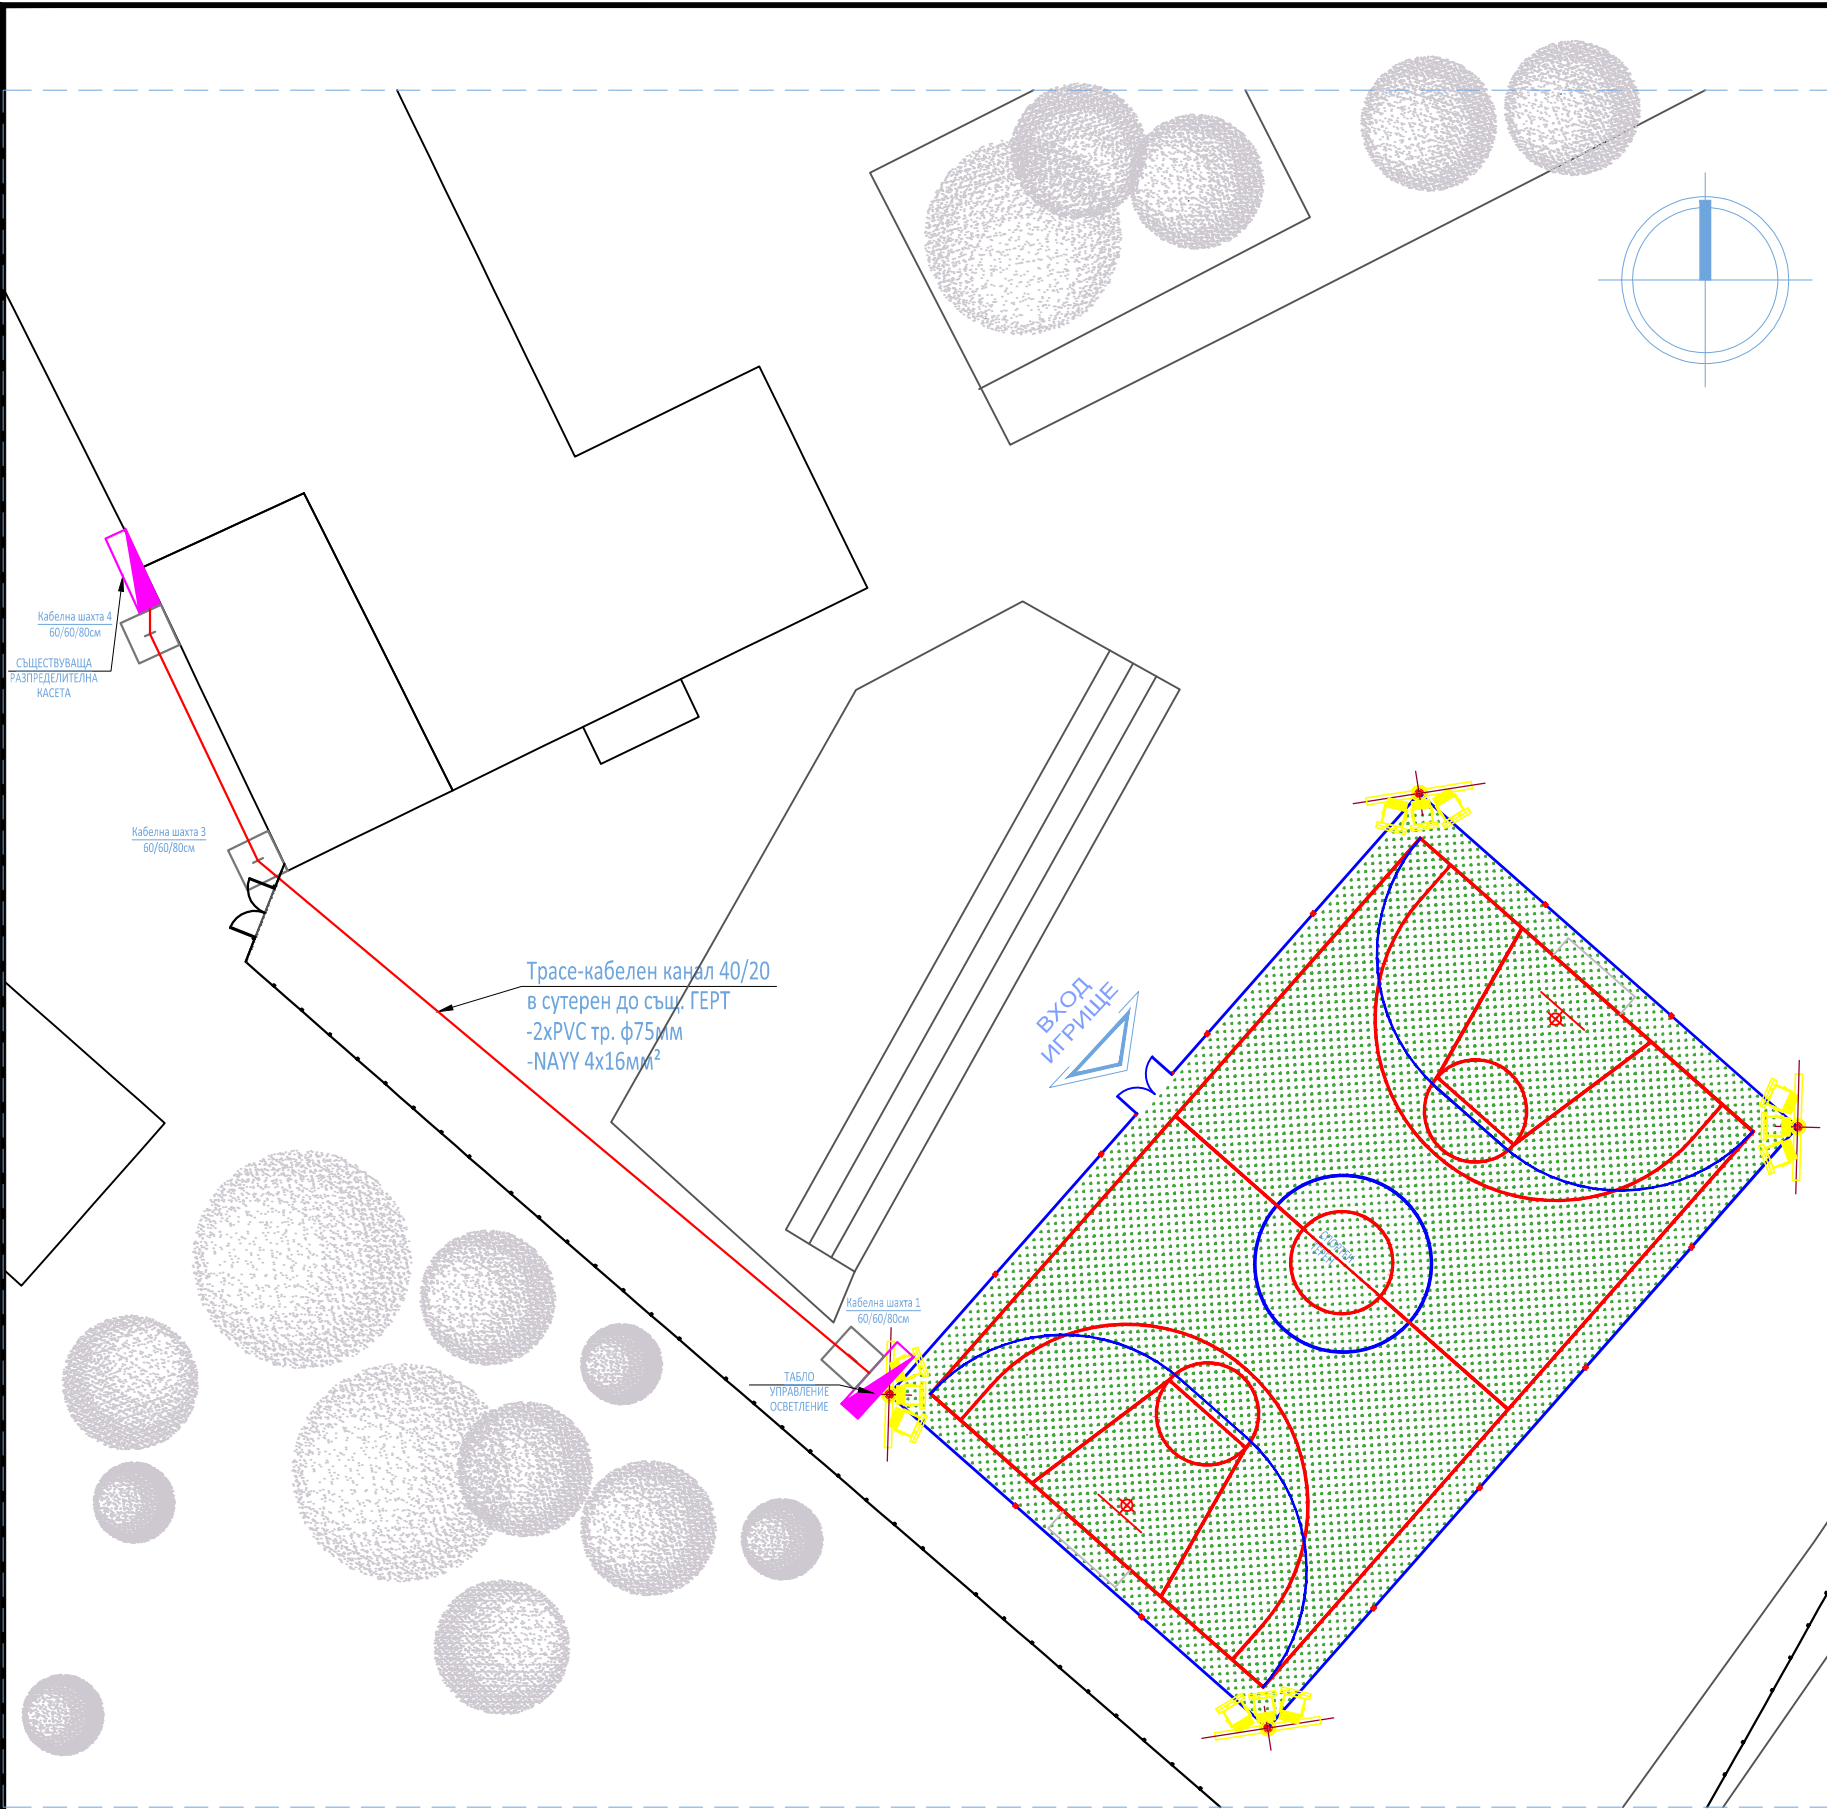 Кабелна шахта 4
60/60/80см
СЪЩЕСТВУВАЩА
РАЗПРЕДЕЛИТЕЛНА
КАСЕТА
Кабелна шахта 3
60/60/80см
Трасе-кабелен канал 40/20
в сутерен до същ. ГЕРТ
-2хPVC тр. ф75мм
-NAYY 4х16мм²
ВХОД
ИГРИЩЕ
Кабелна шахта 1
60/60/80см
ТАБЛО
УПРАВЛЕНИЕ
ОСВЕТЛЕНИЕ